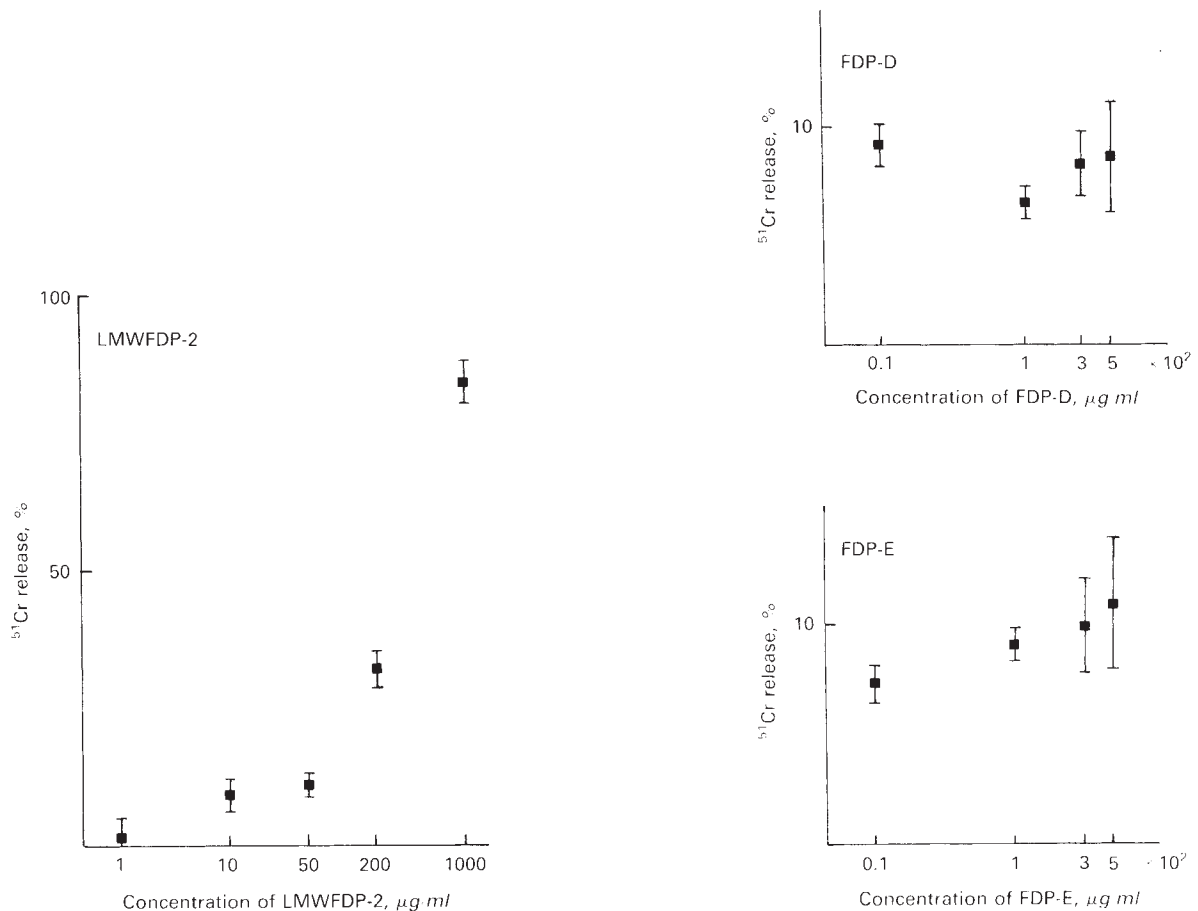 100
LMWFDP-2
50
⁵¹Cr release, %
1 10 50 200 1000
Concentration of LMWFDP-2, µg ml
FDP-D
10
⁵¹Cr release, %
0.1 1 3 5 ·10²
Concentration of FDP-D, µg ml
FDP-E
10
⁵¹Cr release, %
0.1 1 3 5 ×10²
Concentration of FDP-E, µg ml